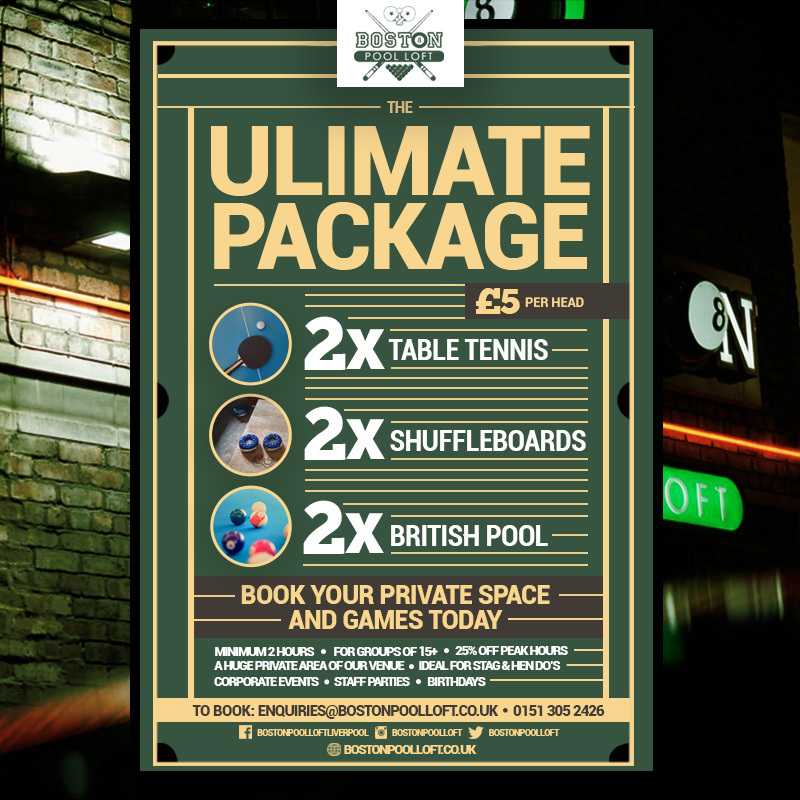 8
BOSTON
POOL LOFT
THE
ULIMATE
PACKAGE
£5 PER HEAD
2x TABLE TENNIS
2x SHUFFLEBOARDS
2x BRITISH POOL
8
N
OFT
BOOK YOUR PRIVATE SPACE
AND GAMES TODAY
MINIMUM 2 HOURS • FOR GROUPS OF 15+ • 25% OFF PEAK HOURS
A HUGE PRIVATE AREA OF OUR VENUE • IDEAL FOR STAG & HEN DO'S
CORPORATE EVENTS • STAFF PARTIES • BIRTHDAYS
TO BOOK: ENQUIRIES@BOSTONPOOLLOFT.CO.UK • 0151 305 2426
BOSTONPOOLLOFTLIVERPOOL BOSTONPOOLLOFT BOSTONPOOLLOFT
BOSTONPOOLLOFT.CO.UK